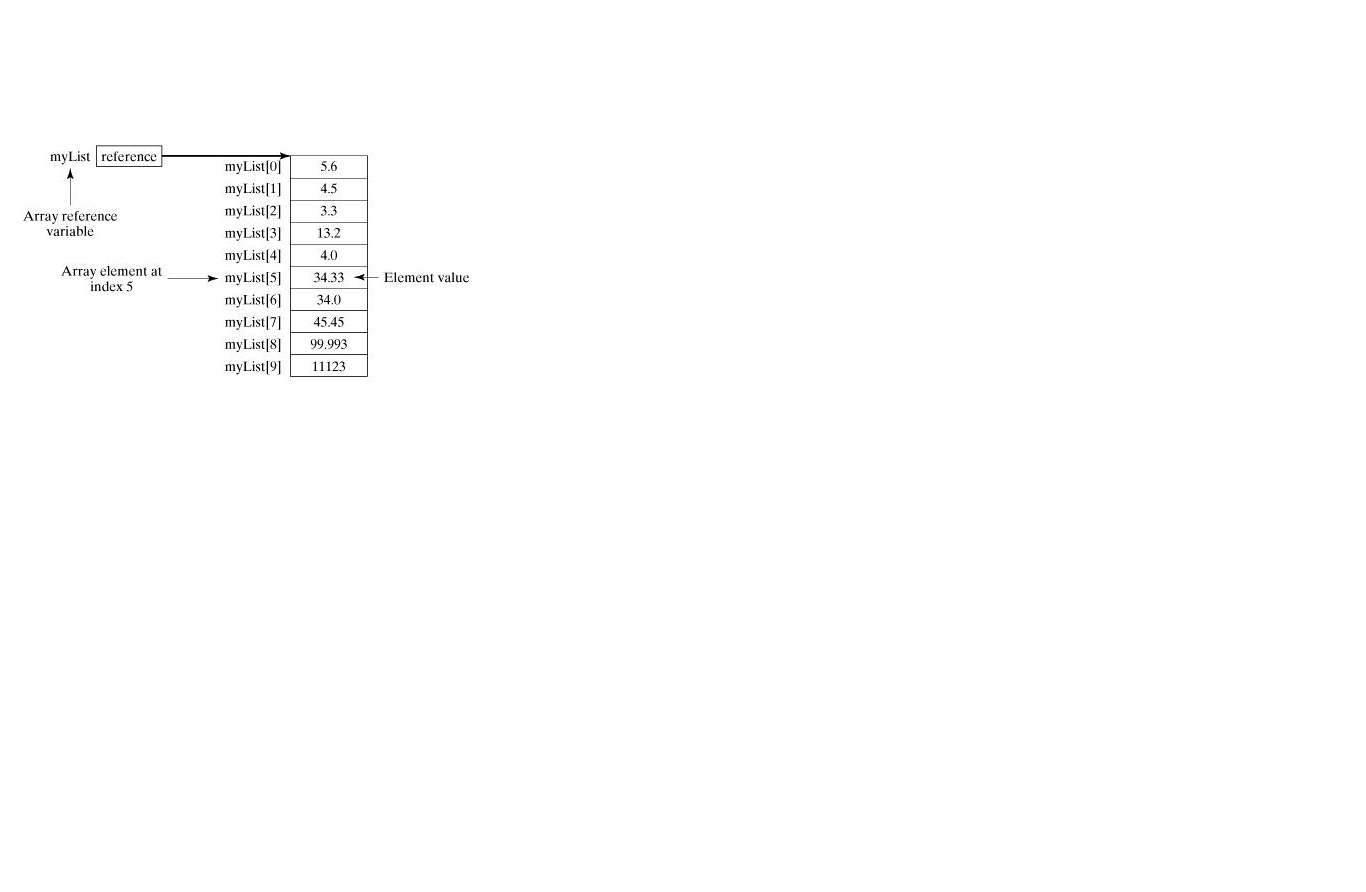 myList reference
myList[0] 5.6
myList[1] 4.5
Array reference
variable
myList[2] 3.3
myList[3] 13.2
myList[4] 4.0
Array element at
index 5
myList[5] 34.33 Element value
myList[6] 34.0
myList[7] 45.45
myList[8] 99.993
myList[9] 11123